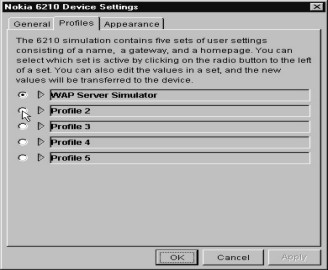 Nokia 6210 Device Settings
General Profiles Appearance
The 6210 simulation contains five sets of user settings
consisting of a name, a gateway, and a homepage. You can
select which set is active by clicking on the radio button to the left
of a set. You can also edit the values in a set, and the new
values will be transferred to the device.
WAP Server Simulator
Profile 2
Profile 3
Profile 4
Profile 5
OK Cancel Apply